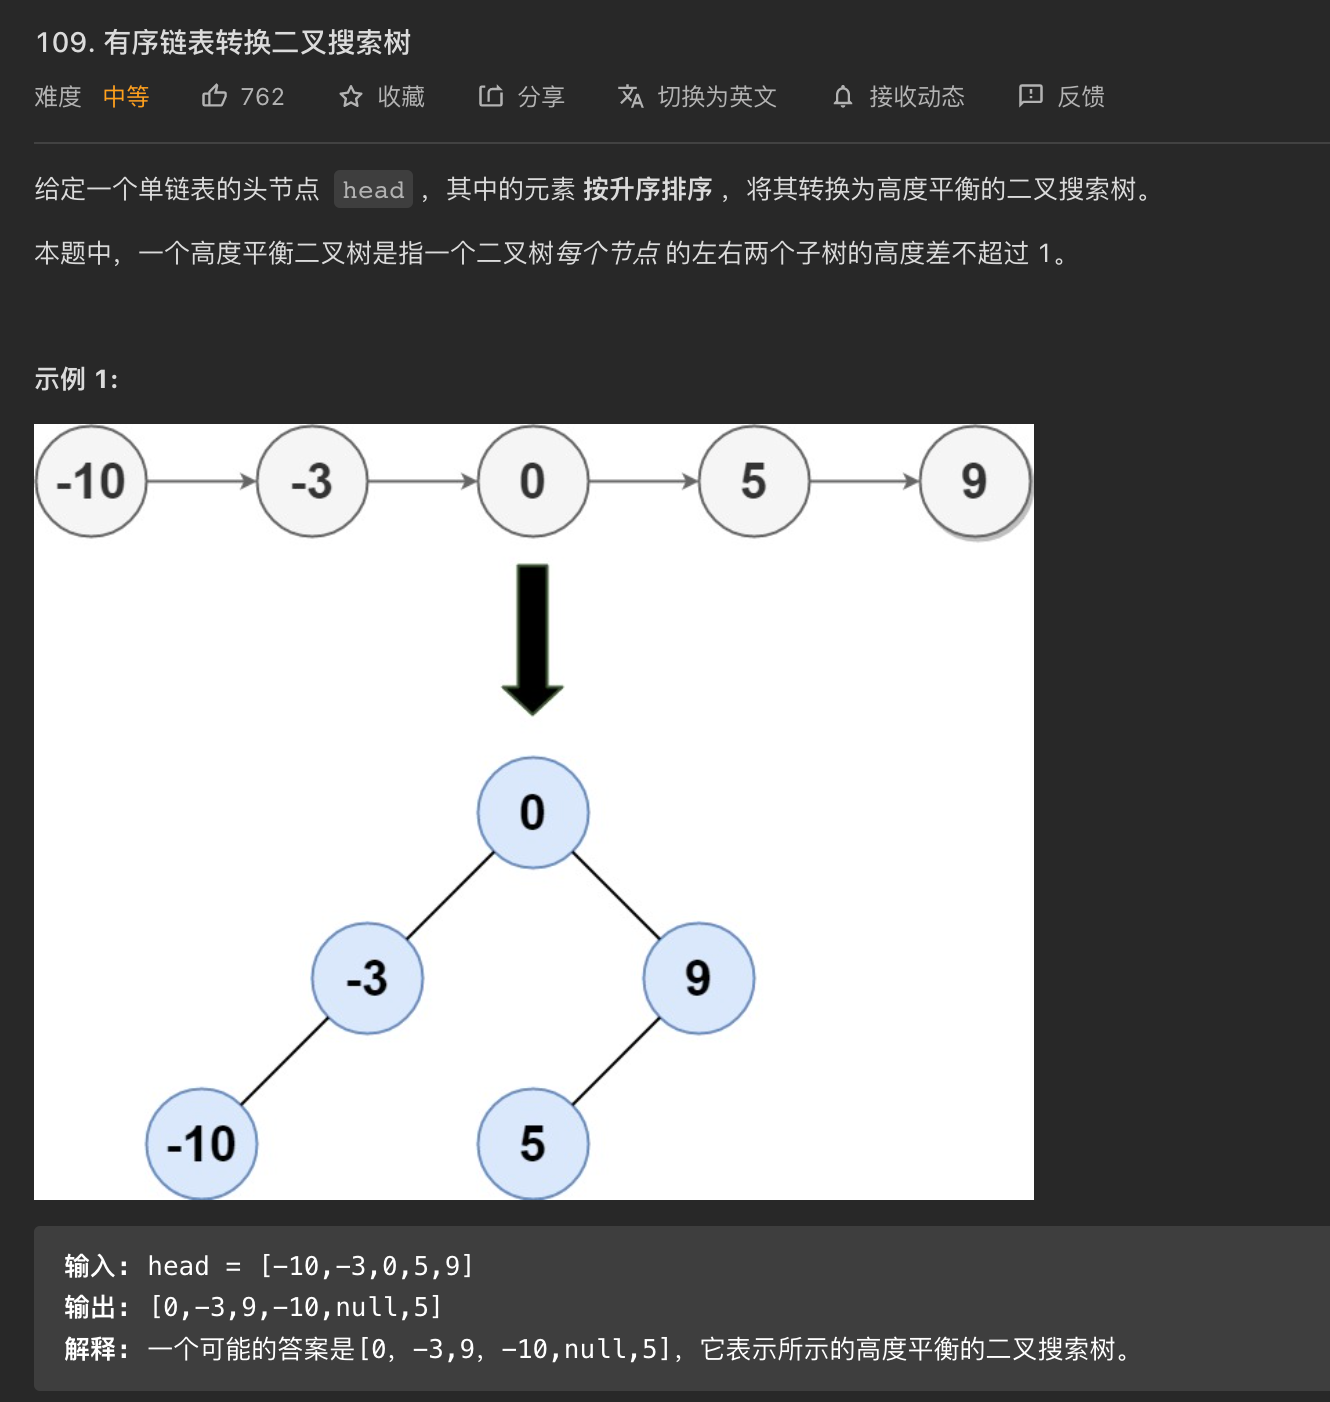 109. 有序链表转换二叉搜索树
难度 中等 762 收藏 分享 切换为英文 接收动态 反馈
给定一个单链表的头节点 head ，其中的元素 按升序排序 ，将其转换为高度平衡的二叉搜索树。
本题中，一个高度平衡二叉树是指一个二叉树每个节点 的左右两个子树的高度差不超过 1。
示例 1:
-10 -3 0 5 9
0
-3 9
-10 5
输入: head = [-10,-3,0,5,9]
输出: [0,-3,9,-10,null,5]
解释: 一个可能的答案是[0, -3,9, -10,null,5]，它表示所示的高度平衡的二叉搜索树。